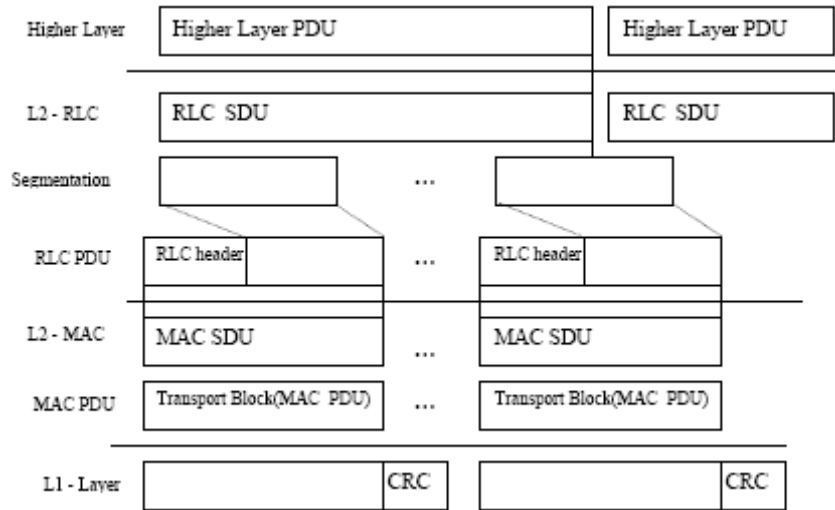 Higher Layer Higher Layer PDU Higher Layer PDU
L2 - RLC RLC SDU RLC SDU
Segmentation ...
RLC PDU RLC header ... RLC header
L2 - MAC MAC SDU ... MAC SDU
MAC PDU Transport Block(MAC PDU) ... Transport Block(MAC PDU)
L1 - Layer CRC CRC